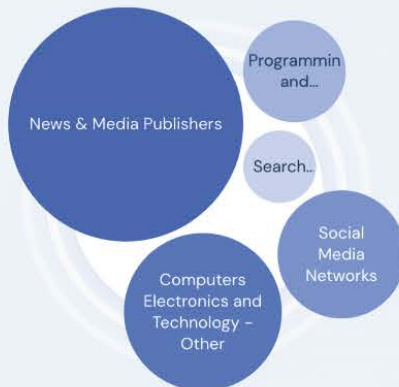 News & Media Publishers
Programmin
and...
Search..
Social
Media
Networks
Computers
Electronics and
Technology -
Other